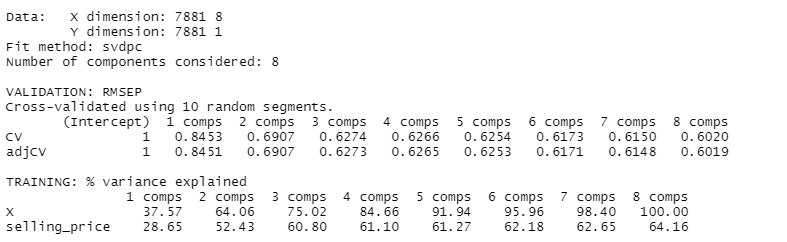 Data: X dimension: 7881 8
Y dimension: 7881 1
Fit method: svdpc
Number of components considered: 8
VALIDATION: RMSEP
Cross-validated using 10 random segments.
(Intercept) 1 comps 2 comps 3 comps 4 comps 5 comps 6 comps 7 comps 8 comps
CV 1 0.8453 0.6907 0.6274 0.6266 0.6254 0.6173 0.6150 0.6020
adjCV 1 0.8451 0.6907 0.6273 0.6265 0.6253 0.6171 0.6148 0.6019
TRAINING: % variance explained
1 comps 2 comps 3 comps 4 comps 5 comps 6 comps 7 comps 8 comps
X 37.57 64.06 75.02 84.66 91.94 95.96 98.40 100.00
selling_price 28.65 52.43 60.80 61.10 61.27 62.18 62.65 64.16